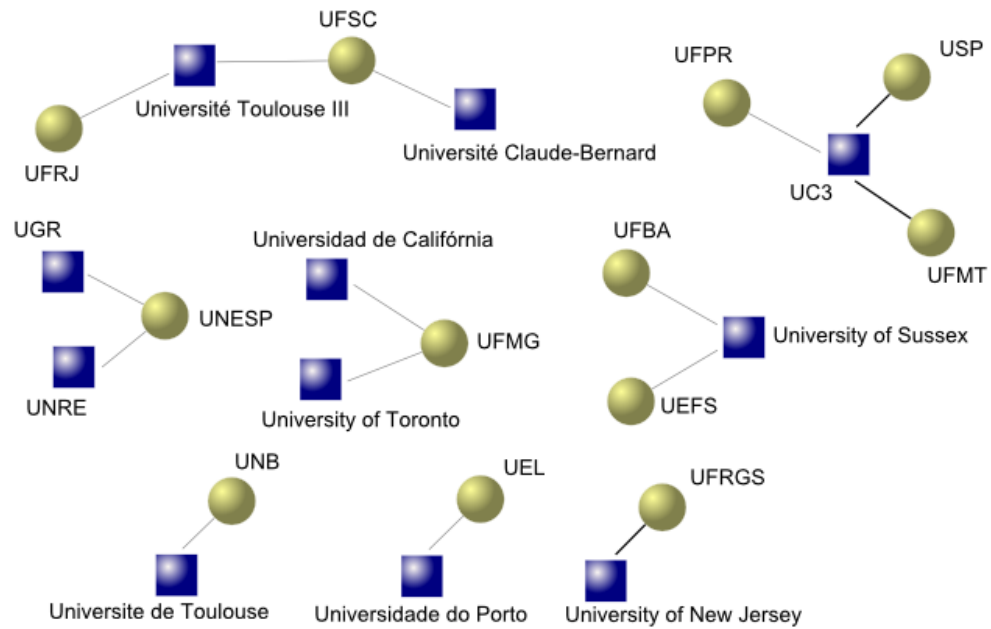 UFSC
Université Toulouse III
UFRJ
Université Claude-Bernard
UFPR
USP
UC3
UFMT
UGR
UNESP
UNRE
Universidad de Califórnia
UFMG
University of Toronto
UFBA
University of Sussex
UEFS
UNB
Universite de Toulouse
UEL
Universidade do Porto
UFRGS
University of New Jersey